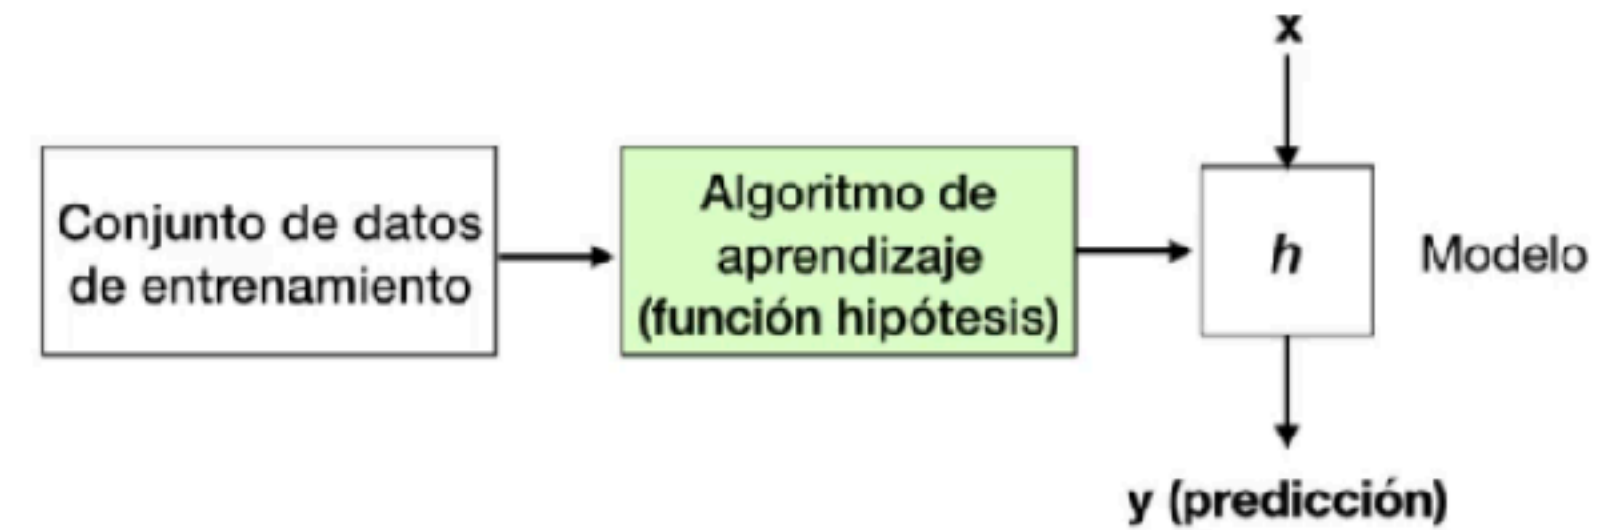 Conjunto de datos
de entrenamiento
Algoritmo de
aprendizaje
(función hipótesis)
x
h
Modelo
y (predicción)